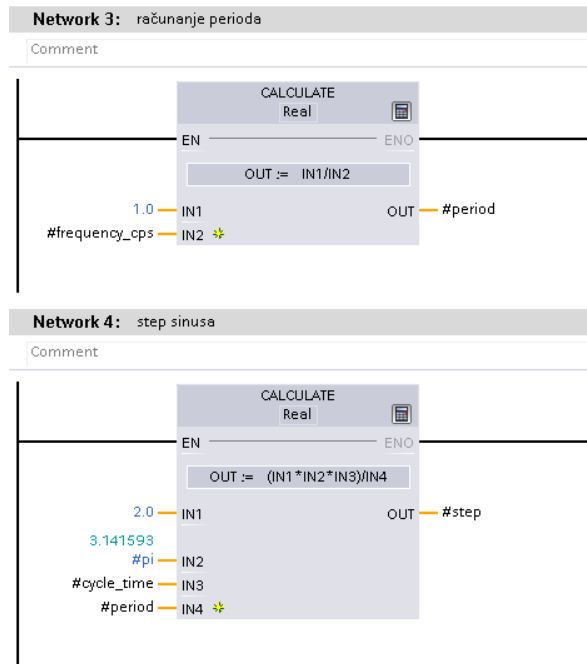 Network 3: računanje perioda
Comment
CALCULATE
Real
EN ENO
OUT := IN1/IN2
1.0 IN1 OUT #period
#frequency_cps IN2
Network 4: step sinusa
Comment
CALCULATE
Real
EN ENO
OUT := (IN1*IN2*IN3)/IN4
2.0 IN1 OUT #step
3.141593
#pi IN2
#cycle_time IN3
#period IN4